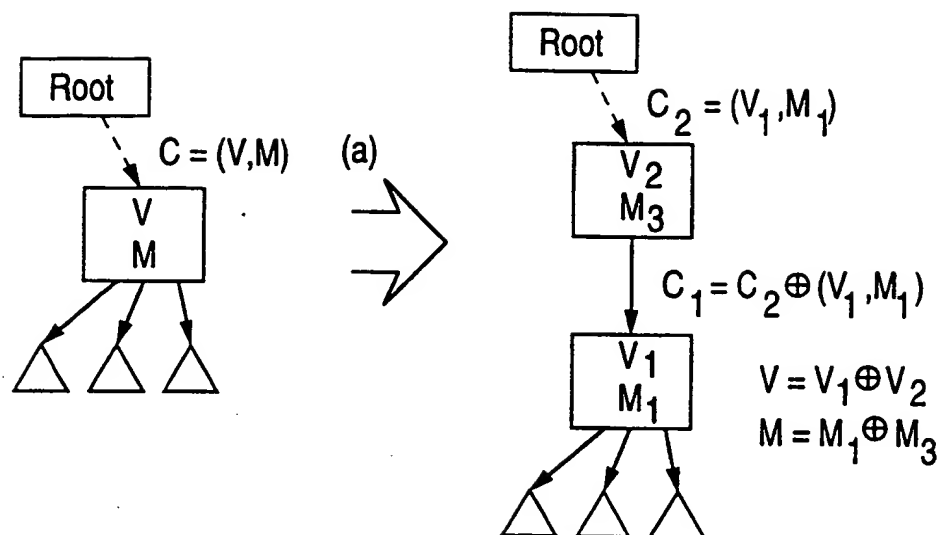 Root
C = (V,M)
V
M
(a)
Root
C₂ = (V₁,M₁)
V₂
M₃
C₁ = C₂ ⊕ (V₁,M₁)
V₁
M₁
V = V₁ ⊕ V₂
M = M₁ ⊕ M₃